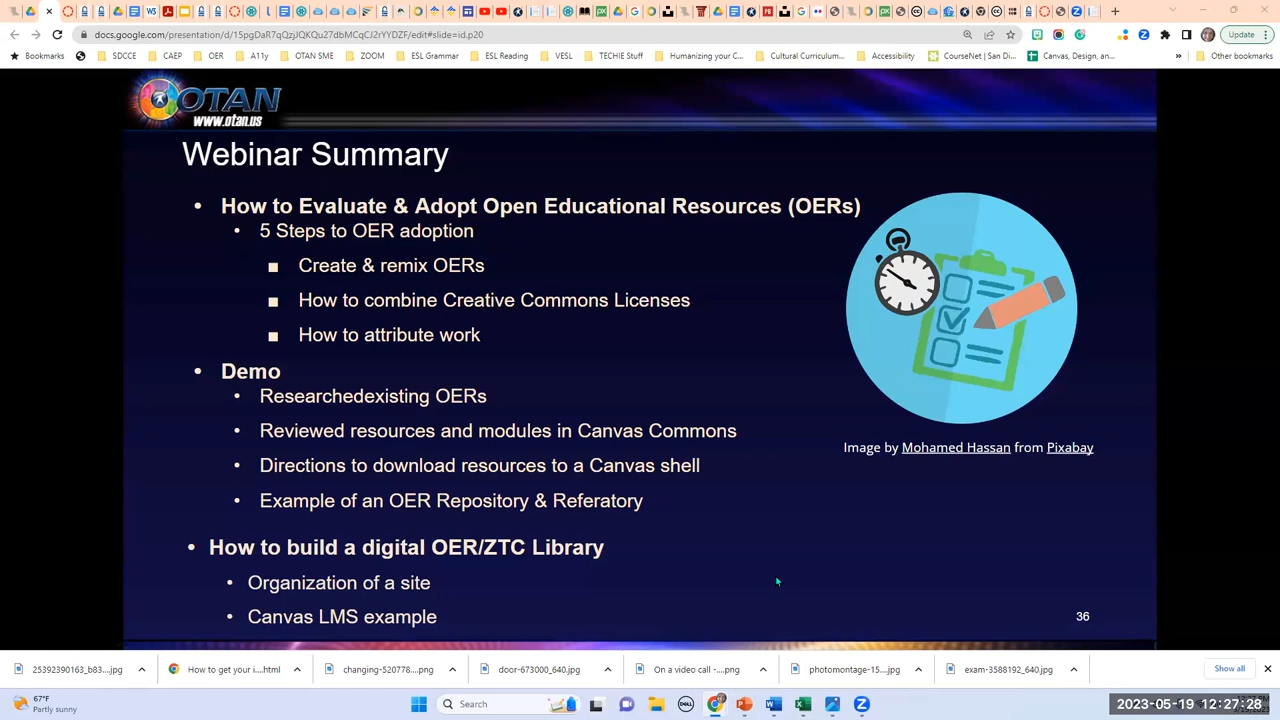 docs.google.com/presentation/d/15pgDaR7qQzjQKQu27dbMCqCJ2rYYDZF/edit#slide=id.p20
Update
Bookmarks SDCCE CAEP OER A11y OTAN SME ZOOM ESL Grammar ESL Reading VESL TECHIE Stuff Humanizing your C... Cultural Curriculum... Accessibility CourseNet | San Di... Canvas, Design, an... » Other bookmarks
OTAN
www.otan.us
Webinar Summary
• How to Evaluate & Adopt Open Educational Resources (OERs)
• 5 Steps to OER adoption
■ Create & remix OERs
■ How to combine Creative Commons Licenses
■ How to attribute work
• Demo
• Researchedexisting OERs
• Reviewed resources and modules in Canvas Commons
• Directions to download resources to a Canvas shell
• Example of an OER Repository & Referatory
• How to build a digital OER/ZTC Library
• Organization of a site
• Canvas LMS example
Image by Mohamed Hassan from Pixabay
36
25392390163_b83....jpg How to get your i....html changing-520778....png door-673000_640.jpg On a video call -....png photomontage-15....jpg exam-3588192_640.jpg Show all
67°F
Partly sunny
Search
DELL
2023-05-19 12:27:28